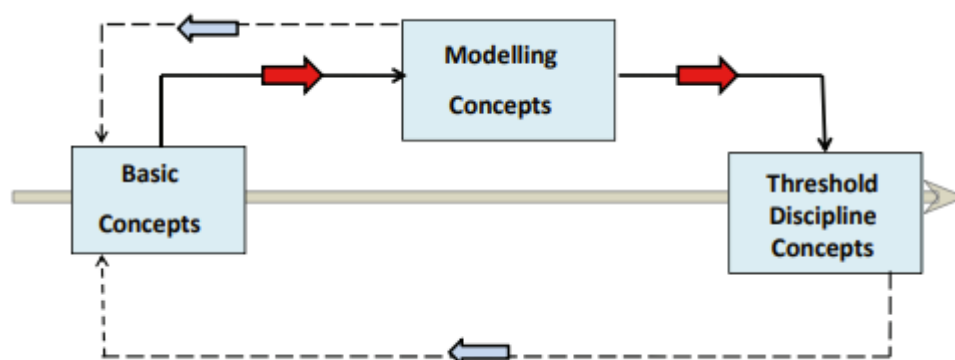 Modelling
Concepts
Basic
Concepts
Threshold
Discipline
Concepts